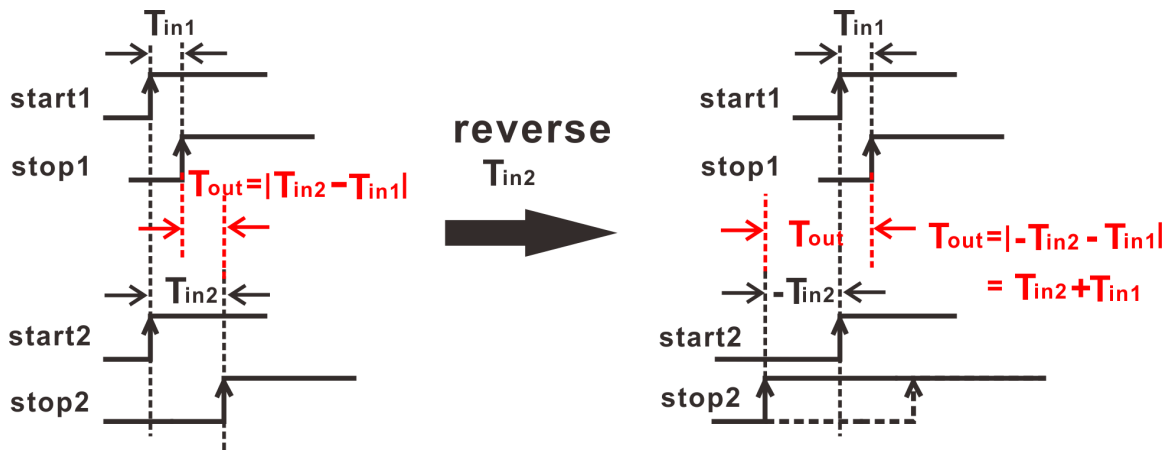 Tin1
start1
stop1
Tout=|Tin2-Tin1|
Tin2
start2
stop2
reverse
Tin2
Tin1
start1
stop1
Tout
Tout=|-Tin2-Tin1|
= Tin2+Tin1
-Tin2
start2
stop2